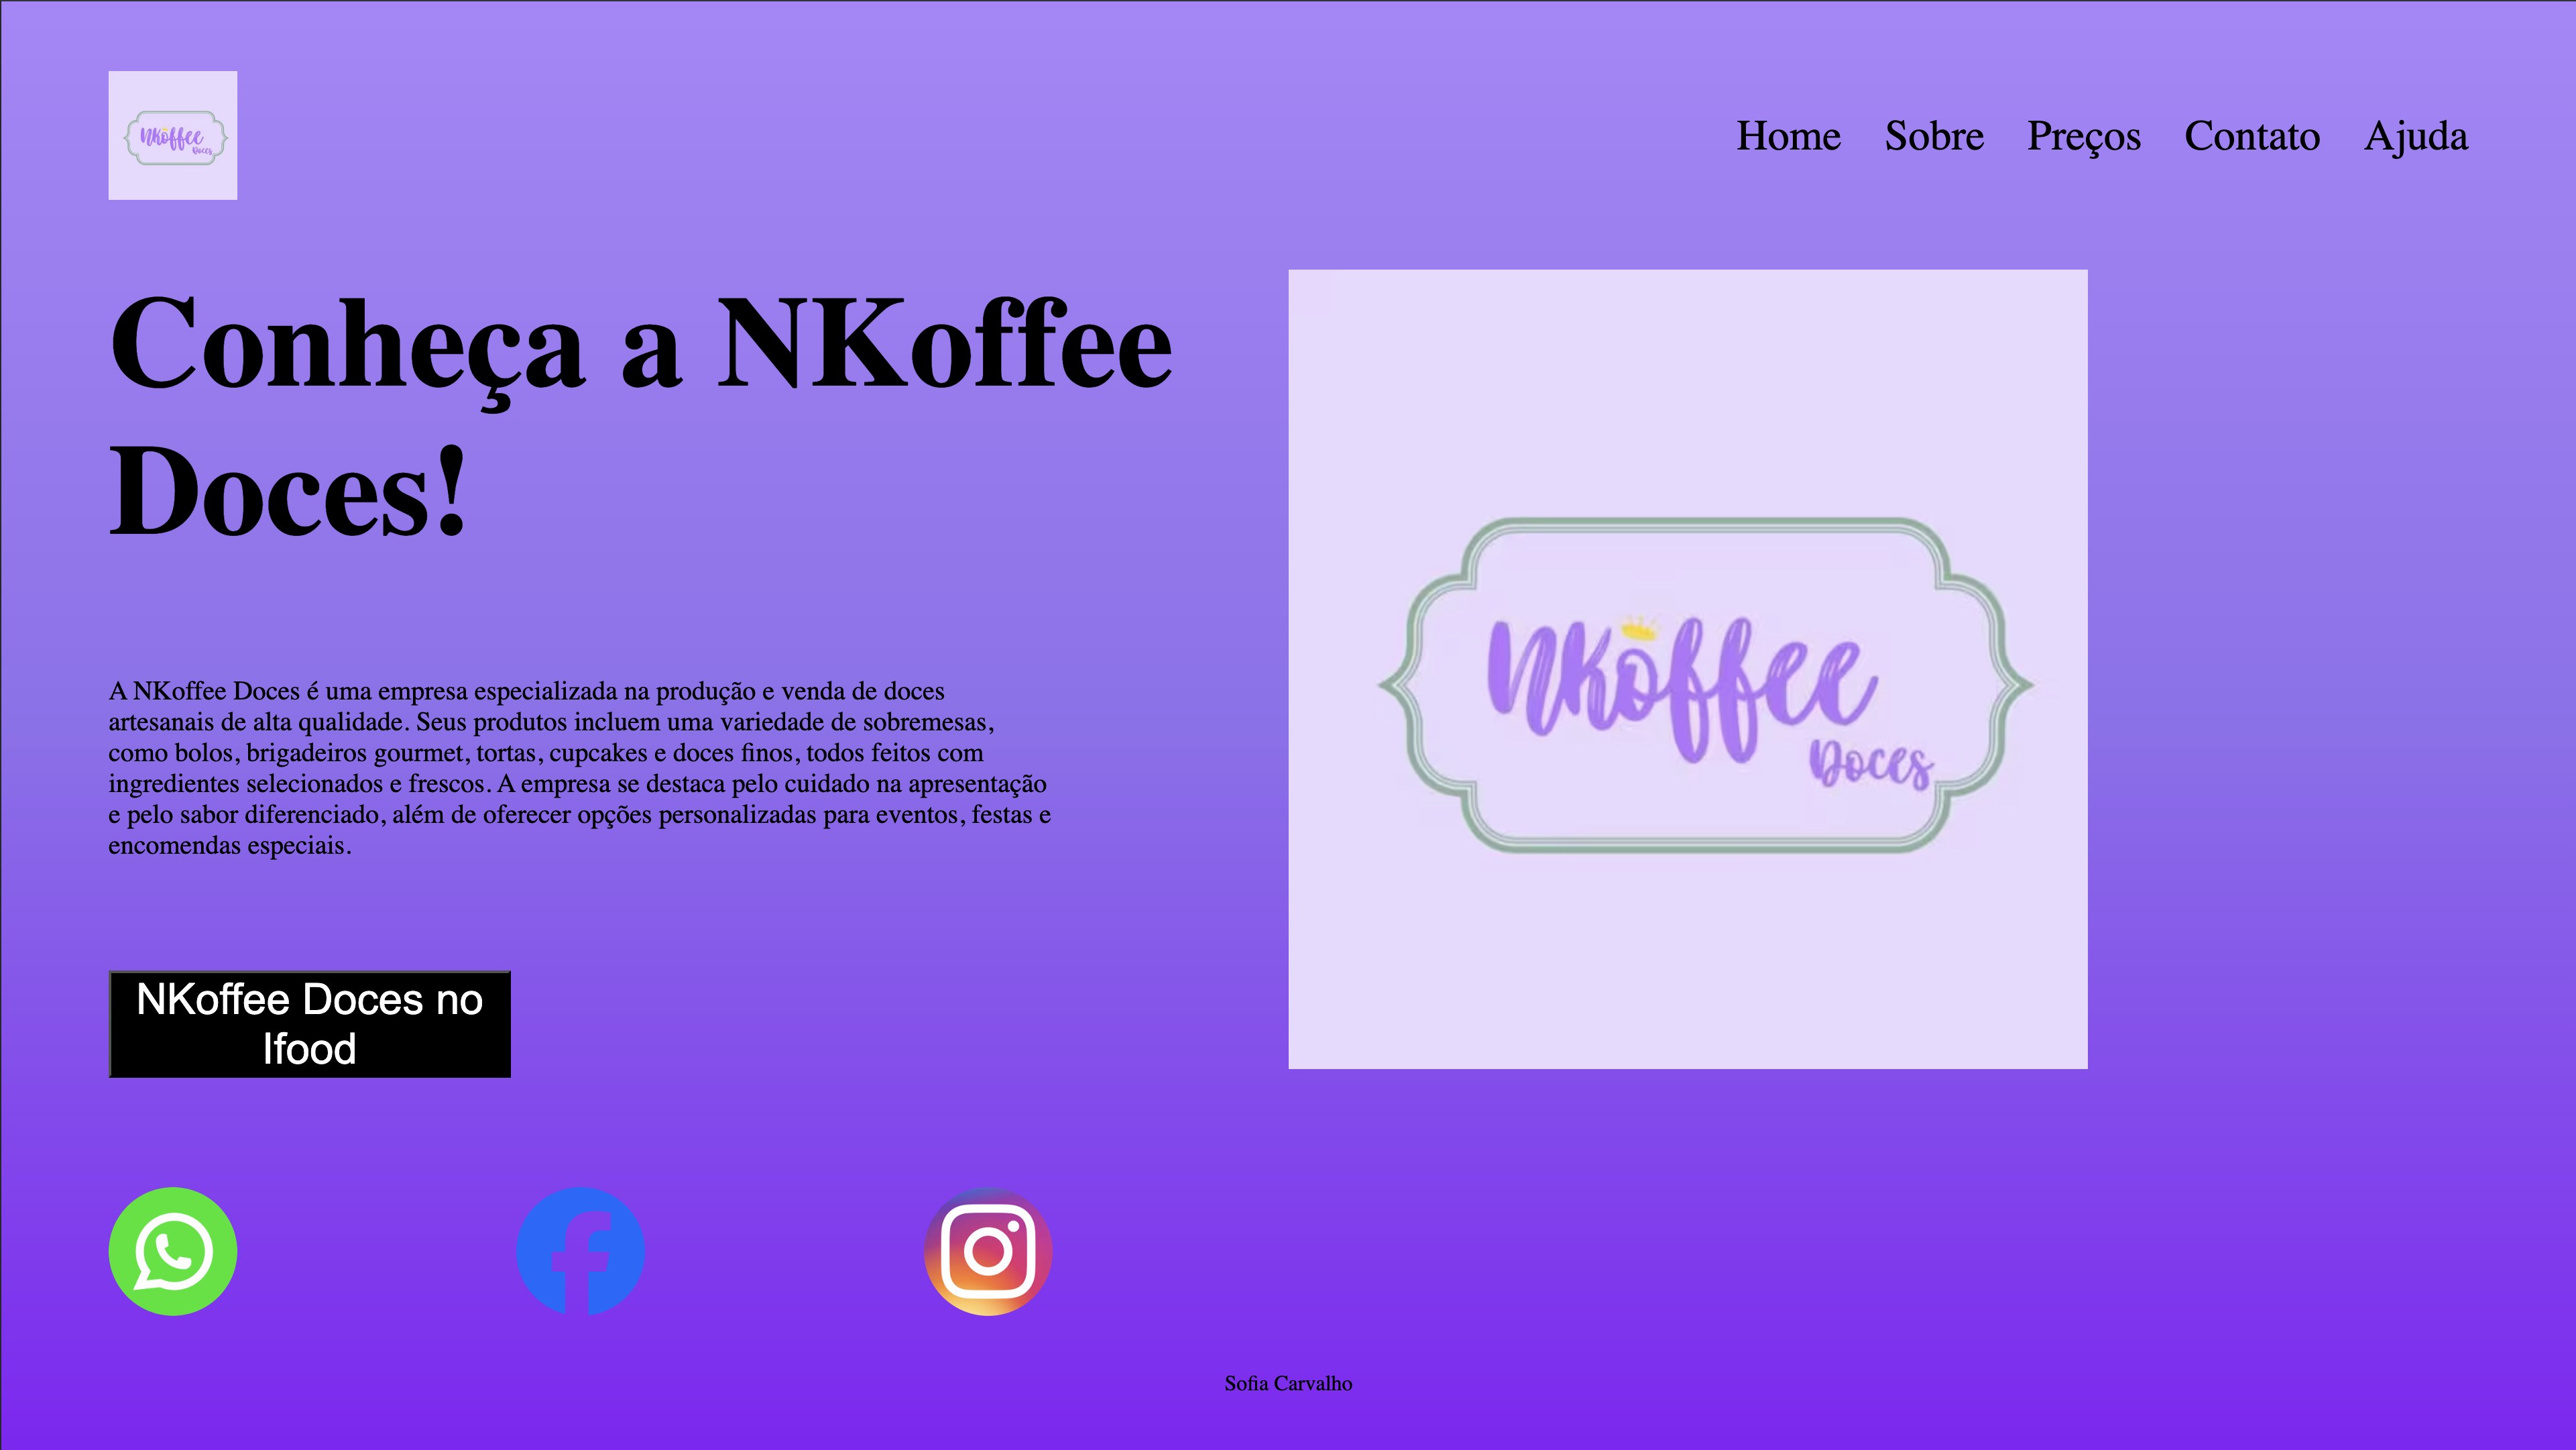 NKoffee
Doces
Home Sobre Preços Contato Ajuda
Conheça a NKoffee
Doces!
A NKoffee Doces é uma empresa especializada na produção e venda de doces
artesanais de alta qualidade. Seus produtos incluem uma variedade de sobremesas,
como bolos, brigadeiros gourmet, tortas, cupcakes e doces finos, todos feitos com
ingredientes selecionados e frescos. A empresa se destaca pelo cuidado na apresentação
e pelo sabor diferenciado, além de oferecer opções personalizadas para eventos, festas e
encomendas especiais.
NKoffee Doces no
Ifood
NKoffee
Doces
Sofia Carvalho